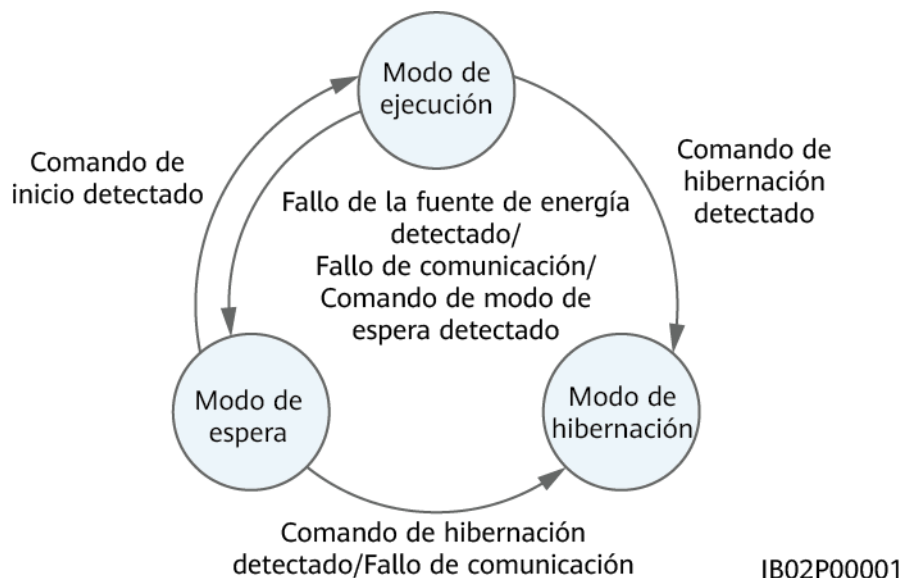 Modo de
ejecución
Comando de
inicio detectado
Comando de
hibernación
detectado
Fallo de la fuente de energía
detectado/
Fallo de comunicación/
Comando de modo de
espera detectado
Modo de
espera
Modo de
hibernación
Comando de hibernación
detectado/Fallo de comunicación
IB02P00001